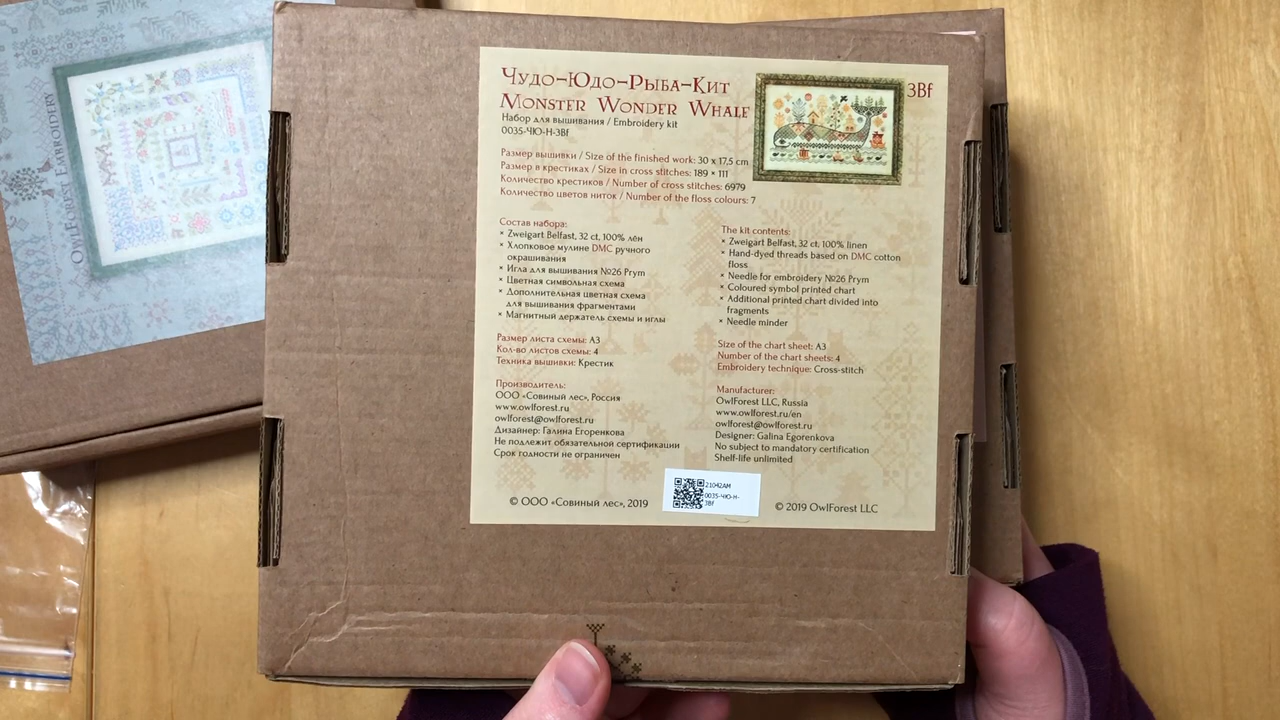 OwlForest Embroidery
Чудо-Юдо-Рыба-Кит
3Bf
Monster Wonder Whale
Набор для вышивания / Embroidery kit
0035-ЧЮ-Н-3Bf
Размер вышивки / Size of the finished work: 30 x 17.5 cm
Размер в крестиках / Size in cross stitches: 189 × 111
Количество крестиков / Number of cross stitches: 6979
Количество цветов ниток / Number of the floss colours: 7
Состав набора:
× Zweigart Belfast, 32 ct, 100% лён
× Хлопковое мулине DMC ручного
окрашивания
× Игла для вышивания №26 Prym
× Цветная символьная схема
× Дополнительная цветная схема
для вышивания фрагментами
× Магнитный держатель схемы и иглы
Размер листа схемы: А3
Кол-во листов схемы: 4
Техника вышивки: Крестик
Производитель:
ООО «Совиный лес», Россия
www.owlforest.ru
owlforest@owlforest.ru
Дизайнер: Галина Егоренкова
Не подлежит обязательной сертификации
Срок годности не ограничен
© ООО «Совиный лес», 2019
The kit contents:
× Zweigart Belfast, 32 ct, 100% linen
× Hand-dyed threads based on DMC cotton
floss
× Needle for embroidery №26 Prym
× Coloured symbol printed chart
× Additional printed chart divided into
fragments
× Needle minder
Size of the chart sheet: A3
Number of the chart sheets: 4
Embroidery technique: Cross-stitch
Manufacturer:
OwlForest LLC, Russia
www.owlforest.ru/en
owlforest@owlforest.ru
Designer: Galina Egorenkova
No subject to mandatory certification
Shelf-life unlimited
21042AM
0035-ЧЮ-Н-
3Bf
© 2019 OwlForest LLC